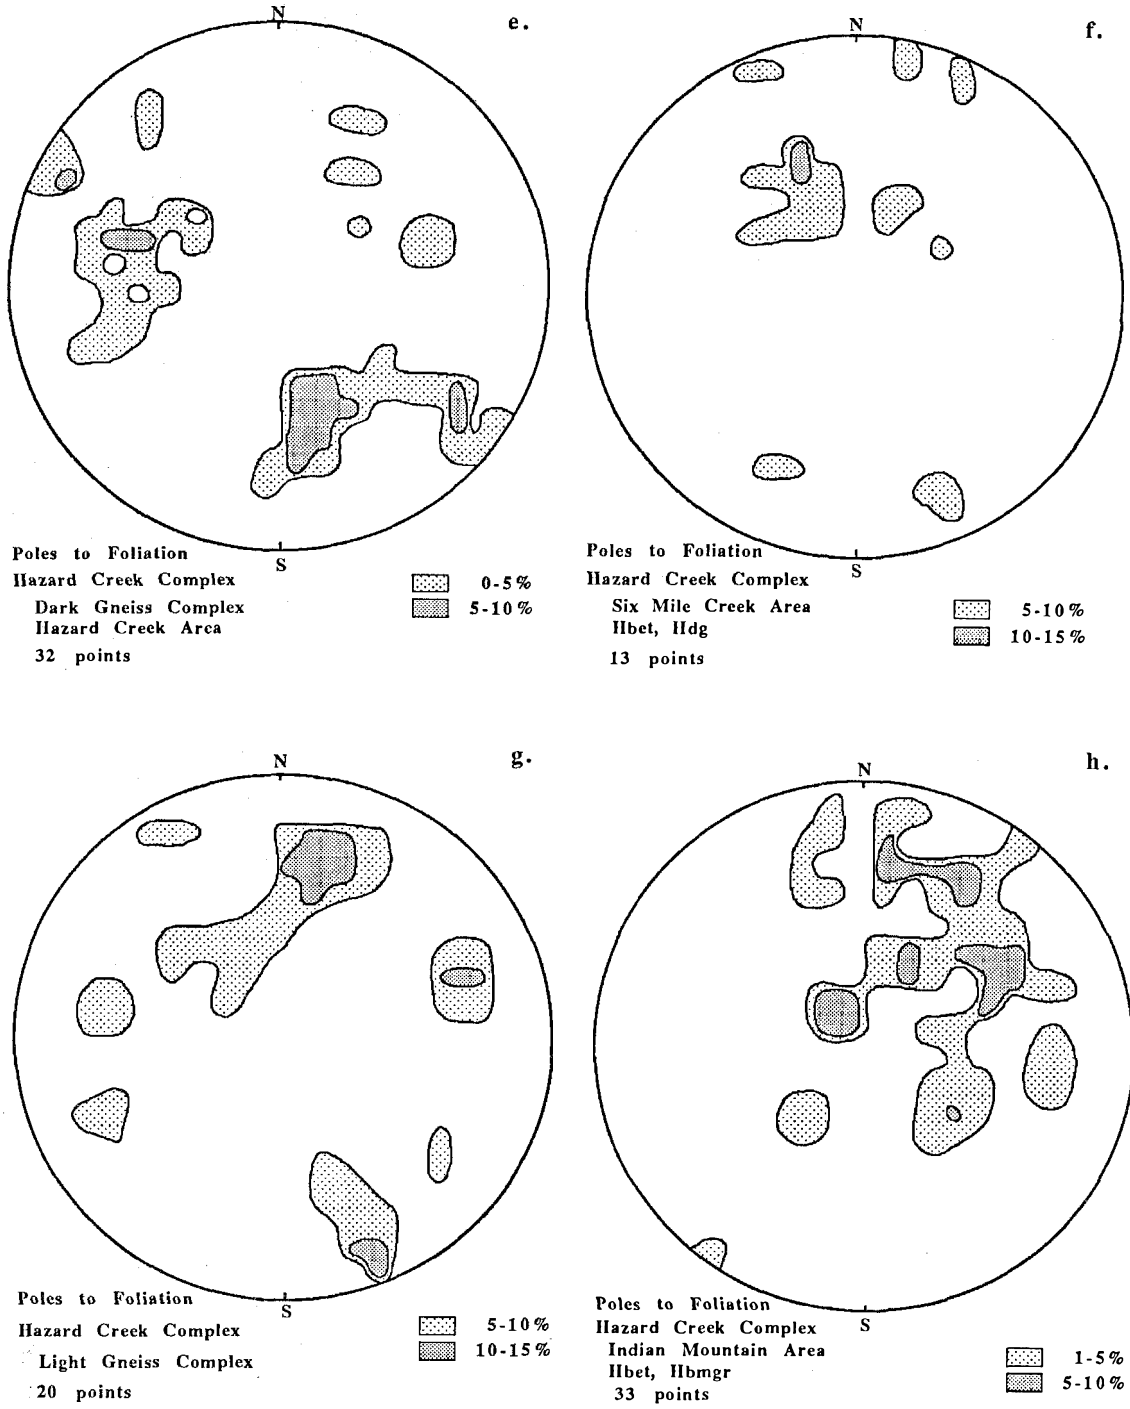 N
e.
S
Poles to Foliation
Hazard Creek Complex
Dark Gneiss Complex
Hazard Creek Area
32 points
0-5%
5-10%
N
f.
S
Poles to Foliation
Hazard Creek Complex
Six Mile Creek Area
Hbet, Hdg
13 points
5-10%
10-15%
N
g.
S
Poles to Foliation
Hazard Creek Complex
Light Gneiss Complex
20 points
5-10%
10-15%
N
h.
S
Poles to Foliation
Hazard Creek Complex
Indian Mountain Area
Hbet, Hbmgr
33 points
1-5%
5-10%